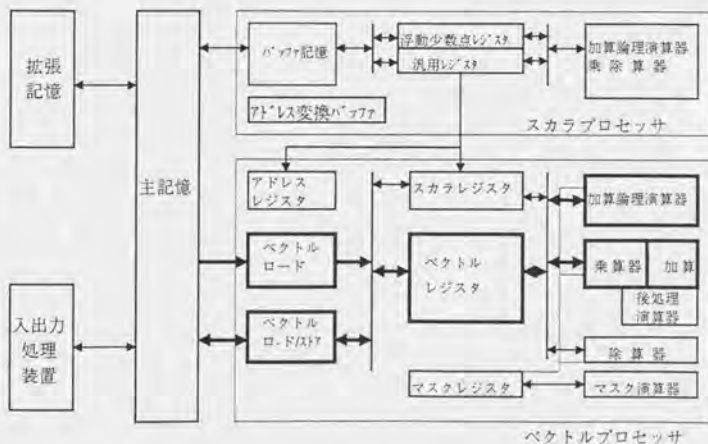 拡張
記憶
主記憶
入出力
処理
装置
バッファ記憶
浮動少数点レジスタ
汎用レジスタ
加算論理演算器
乗除算器
アドレス変換バッファ
スカラプロセッサ
アドレス
レジスタ
スカラレジスタ
加算論理演算器
ベクトル
ロード
ベクトル
レジスタ
乗算器
加算
後処理
演算器
ベクトル
ロード/ストア
除算器
マスクレジスタ
マスク演算器
ベクトルプロセッサ